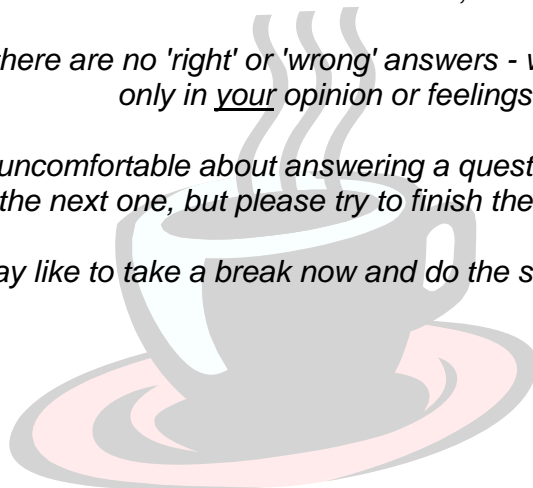 here are no 'right' or 'wrong' answers -
only in your opinion or feelings
uncomfortable about answering a quest
the next one, but please try to finish the
ay like to take a break now and do the s